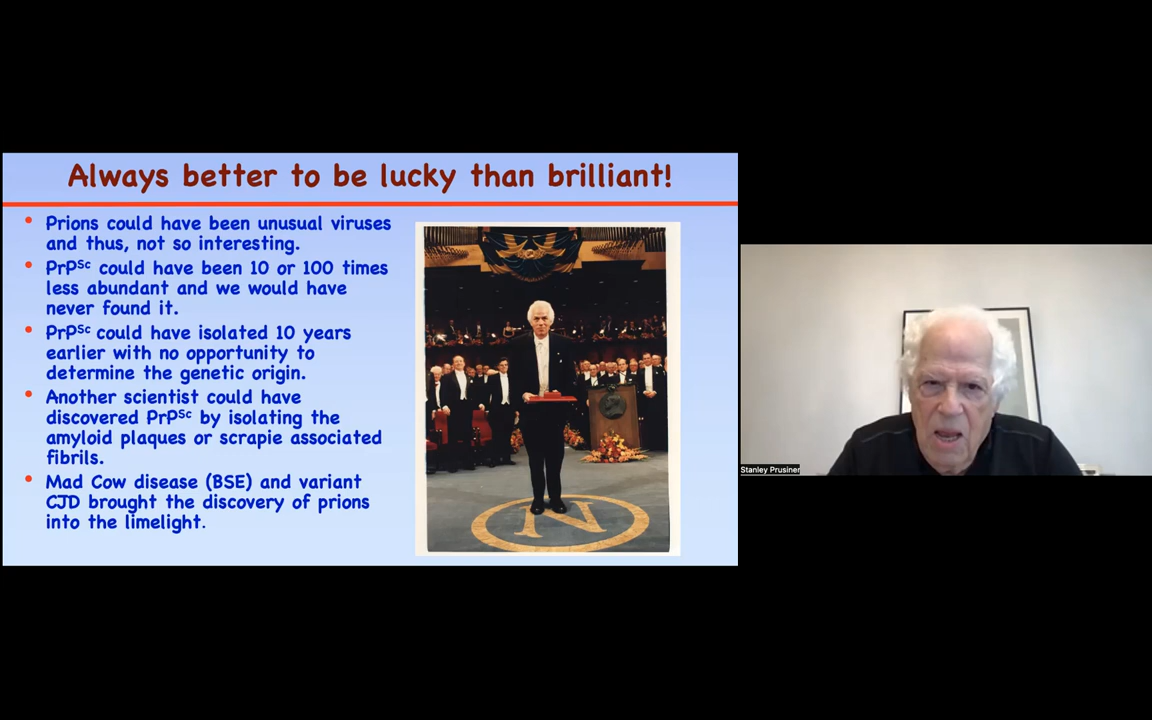 Always better to be lucky than brilliant!
• Prions could have been unusual viruses
and thus, not so interesting.
• PrPSc could have been 10 or 100 times
less abundant and we would have
never found it.
• PrPSc could have isolated 10 years
earlier with no opportunity to
determine the genetic origin.
• Another scientist could have
discovered PrPSc by isolating the
amyloid plaques or scrapie associated
fibrils.
• Mad Cow disease (BSE) and variant
CJD brought the discovery of prions
into the limelight.
N
Stanley Prusiner